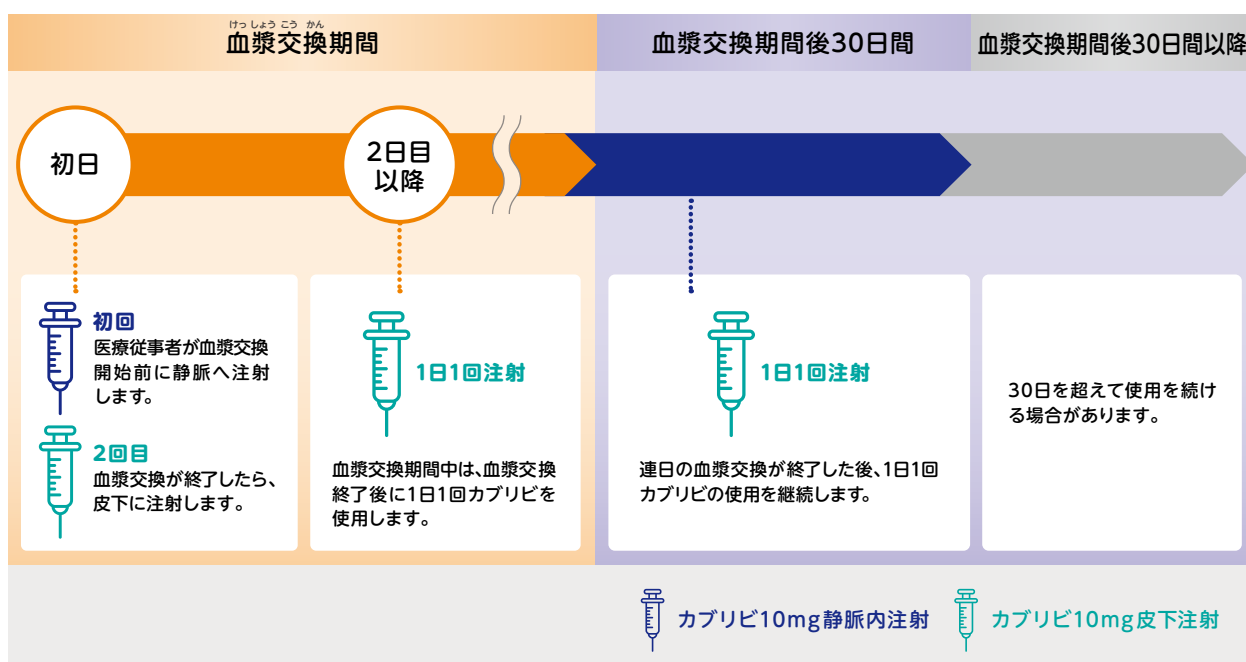 けっしょうこうかん
血漿交換期間
血漿交換期間後30日間
血漿交換期間後30日間以降
初日
2日目
以降
初回
医療従事者が血漿交換
開始前に静脈へ注射
します。
2回目
血漿交換が終了したら、
皮下に注射します。
1日1回注射
血漿交換期間中は、血漿交換
終了後に1日1回カブリビを
使用します。
1日1回注射
連日の血漿交換が終了した後、1日1回
カブリビの使用を継続します。
30日を超えて使用を続け
る場合があります。
カブリビ10mg静脈内注射
カブリビ10mg皮下注射